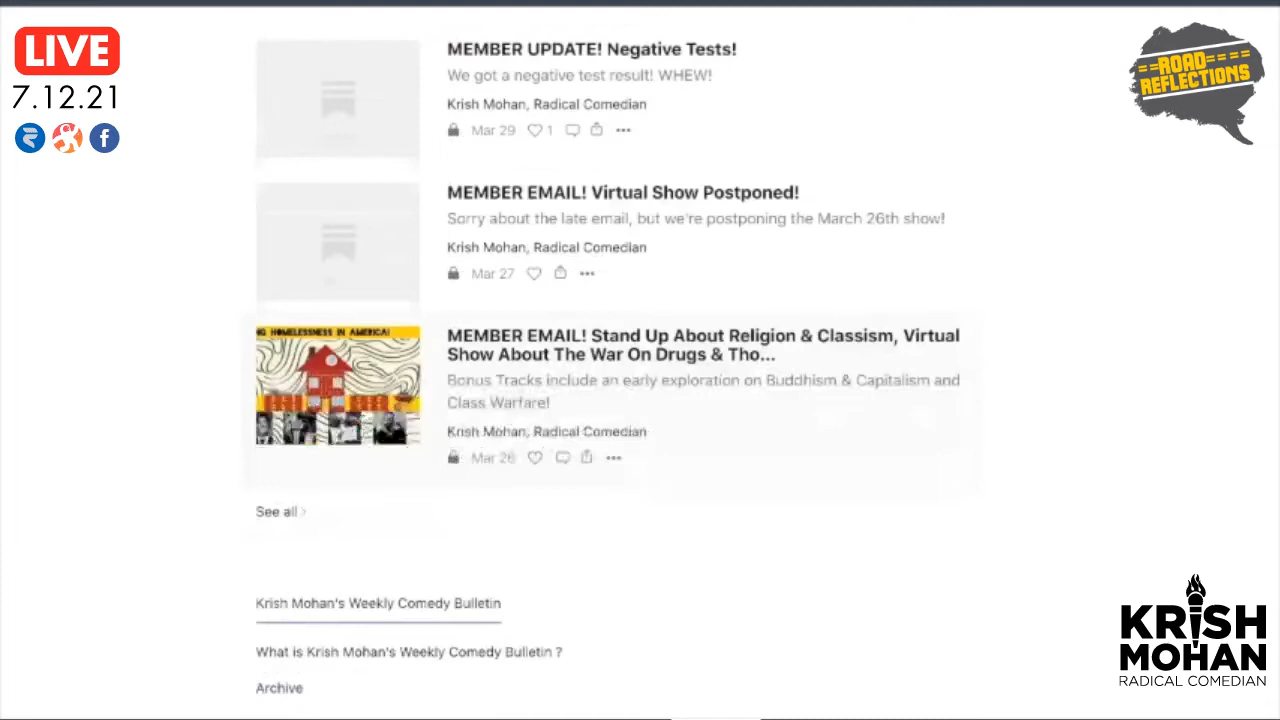 LIVE
7.12.21
==ROAD====
REFLECTIONS
MEMBER UPDATE! Negative Tests!
We got a negative test result! WHEW!
Krish Mohan, Radical Comedian
Mar 29 1
MEMBER EMAIL! Virtual Show Postponed!
Sorry about the late email, but we're postponing the March 26th show!
Krish Mohan, Radical Comedian
Mar 27
NG HOMELESSNESS IN AMERICA!
MEMBER EMAIL! Stand Up About Religion & Classism, Virtual
Show About The War On Drugs & Tho...
Bonus Tracks include an early exploration on Buddhism & Capitalism and
Class Warfare!
Krish Mohan, Radical Comedian
Mar 26
See all ›
Krish Mohan's Weekly Comedy Bulletin
What is Krish Mohan's Weekly Comedy Bulletin ?
Archive
KRISH
MOHAN
RADICAL COMEDIAN